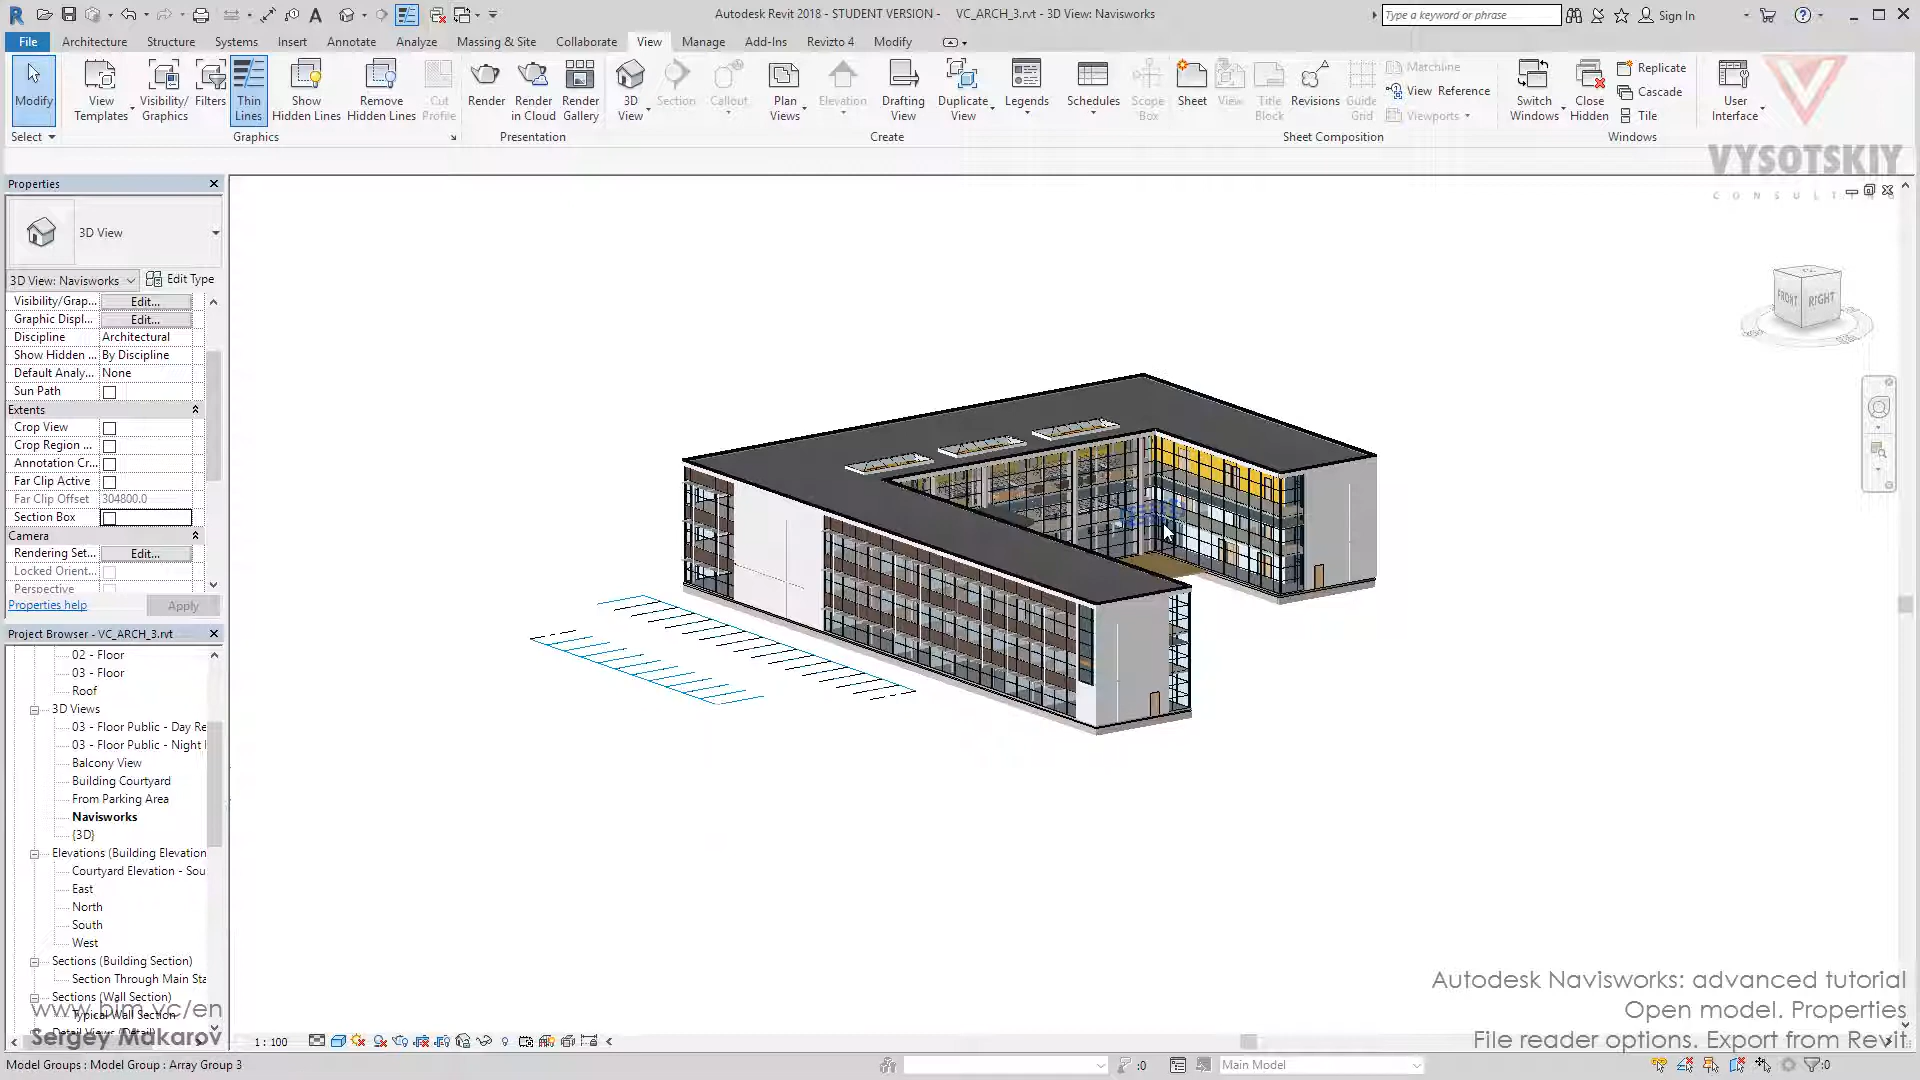 Autodesk Revit 2018 - STUDENT VERSION - VC_ARCH_3.rvt - 3D View: Navisworks
Type a keyword or phrase
Sign In
File Architecture Structure Systems Insert Annotate Analyze Massing & Site Collaborate View Manage Add-Ins Revizto 4 Modify
Modify
View Templates
Visibility/ Graphics
Filters
Thin Lines
Show Hidden Lines
Remove Hidden Lines
Cut Profile
Render
Render in Cloud
Render Gallery
3D View
Section
Callout
Plan Views
Elevation
Drafting View
Duplicate View
Legends
Schedules
Scope Box
Sheet
View
Title Block
Revisions
Guide Grid
Matchline
View Reference
Viewports
Switch Windows
Close Hidden
Replicate
Cascade
Tile
User Interface
Select Graphics Presentation Create Sheet Composition Windows
VYSOTSKIY
Properties
3D View
3D View: Navisworks Edit Type
Visibility/Grap... Edit...
Graphic Displ... Edit...
Discipline Architectural
Show Hidden ... By Discipline
Default Analy... None
Sun Path
Extents
Crop View
Crop Region ...
Annotation Cr...
Far Clip Active
Far Clip Offset 304800.0
Section Box
Camera
Rendering Set... Edit...
Locked Orient...
Perspective
Properties help Apply
FRONT RIGHT
Project Browser - VC_ARCH_3.rvt
02 - Floor
03 - Floor
Roof
3D Views
03 - Floor Public - Day Re
03 - Floor Public - Night
Balcony View
Building Courtyard
From Parking Area
Navisworks
{3D}
Elevations (Building Elevation
Courtyard Elevation - Sou
East
North
South
West
Sections (Building Section)
Section Through Main Sta
Sections (Wall Section)
Typical Wall Section
Detail Views (Detail)
www.bim.vc/en
Sergey Makarov
Autodesk Navisworks: advanced tutorial
Open model. Properties
File reader options. Export from Revit
1 : 100
Model Groups : Model Group : Array Group 3
:0
Main Model
:0